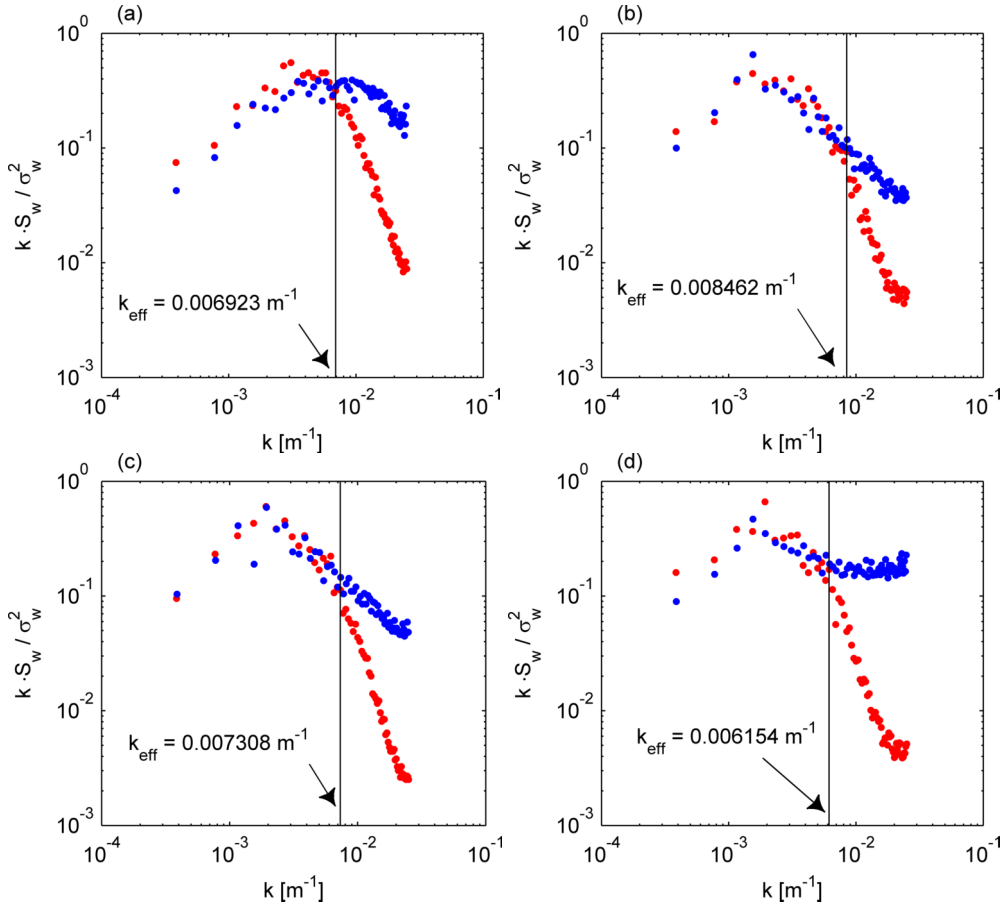 (a)
10^0
10^-1
10^-2
10^-3
k · S_w / σ_w^2
k_eff = 0.006923 m^-1
10^-4 10^-3 10^-2 10^-1
k [m^-1]
(b)
10^0
10^-1
10^-2
10^-3
k · S_w / σ_w^2
k_eff = 0.008462 m^-1
10^-4 10^-3 10^-2 10^-1
k [m^-1]
(c)
10^0
10^-1
10^-2
10^-3
k · S_w / σ_w^2
k_eff = 0.007308 m^-1
10^-4 10^-3 10^-2 10^-1
k [m^-1]
(d)
10^0
10^-1
10^-2
10^-3
k · S_w / σ_w^2
k_eff = 0.006154 m^-1
10^-4 10^-3 10^-2 10^-1
k [m^-1]